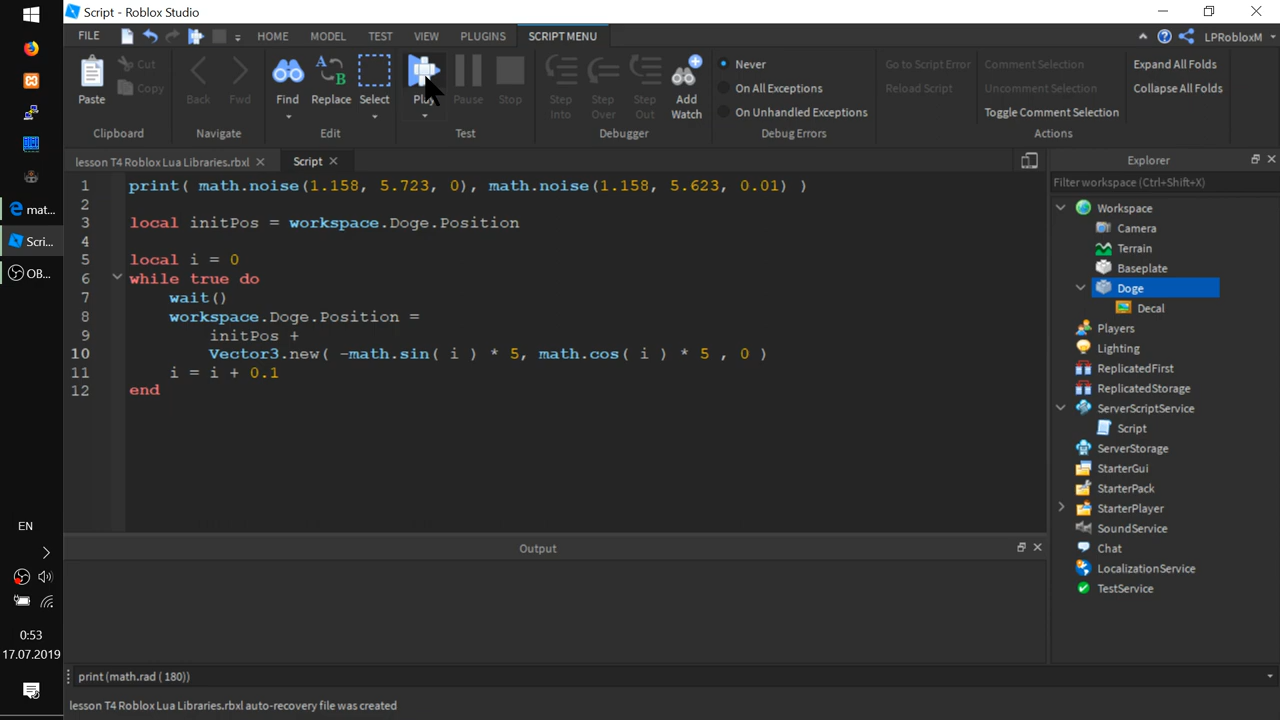 Script - Roblox Studio
FILE
HOME
MODEL
TEST
VIEW
PLUGINS
SCRIPT MENU
LPRobloxM
Paste
Cut
Copy
Clipboard
Back
Fwd
Navigate
Find
Replace
Select
Edit
Play
Pause
Stop
Test
Step Into
Step Over
Step Out
Add Watch
Debugger
Never
On All Exceptions
On Unhandled Exceptions
Debug Errors
Go to Script Error
Reload Script
Comment Selection
Uncomment Selection
Toggle Comment Selection
Actions
Expand All Folds
Collapse All Folds
lesson T4 Roblox Lua Libraries.rbxl
Script
1 print( math.noise(1.158, 5.723, 0), math.noise(1.158, 5.623, 0.01) )
2
3 local initPos = workspace.Doge.Position
4
5 local i = 0
6 while true do
7 wait()
8 workspace.Doge.Position =
9 initPos +
10 Vector3.new( -math.sin( i ) * 5, math.cos( i ) * 5 , 0 )
11 i = i + 0.1
12 end
Explorer
Filter workspace (Ctrl+Shift+X)
Workspace
Camera
Terrain
Baseplate
Doge
Decal
Players
Lighting
ReplicatedFirst
ReplicatedStorage
ServerScriptService
Script
ServerStorage
StarterGui
StarterPack
StarterPlayer
SoundService
Chat
LocalizationService
TestService
Output
print (math.rad ( 180))
lesson T4 Roblox Lua Libraries.rbxl auto-recovery file was created
mat...
Scri...
OB...
EN
0:53
17.07.2019